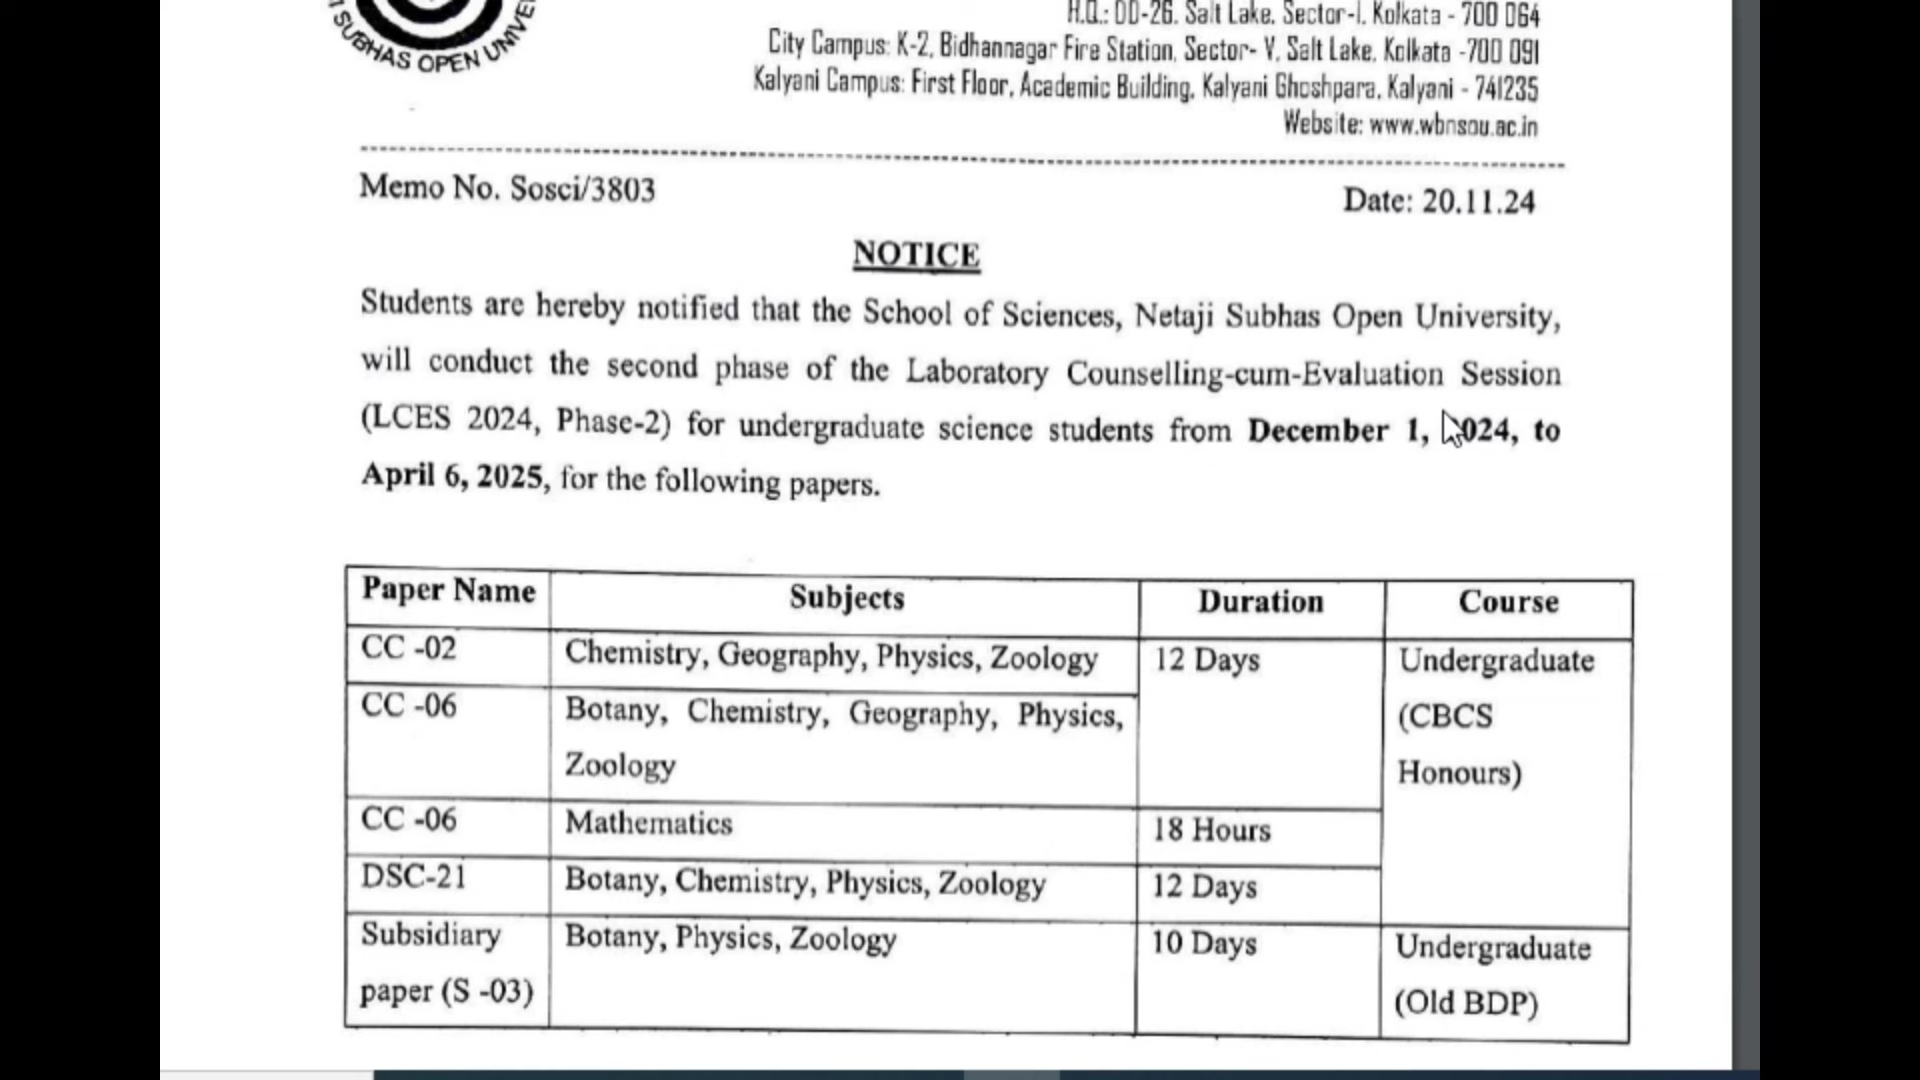 SUBHAS OPEN UNIVE
H.Q.: DD-26, Salt Lake, Sector-I, Kolkata - 700 064
City Campus: K-2, Bidhannagar Fire Station, Sector- V, Salt Lake, Kolkata -700 091
Kalyani Campus: First Floor, Academic Building, Kalyani Ghoshpara, Kalyani - 741235
Website: www.wbnsou.ac.in
Memo No. Sosci/3803
Date: 20.11.24
NOTICE
Students are hereby notified that the School of Sciences, Netaji Subhas Open University,
will conduct the second phase of the Laboratory Counselling-cum-Evaluation Session
(LCES 2024, Phase-2) for undergraduate science students from December 1, 2024, to
April 6, 2025, for the following papers.
Paper Name Subjects Duration Course
CC -02 Chemistry, Geography, Physics, Zoology 12 Days Undergraduate
CC -06 Botany, Chemistry, Geography, Physics, (CBCS
Zoology Honours)
CC -06 Mathematics 18 Hours
DSC-21 Botany, Chemistry, Physics, Zoology 12 Days
Subsidiary Botany, Physics, Zoology 10 Days Undergraduate
paper (S -03) (Old BDP)